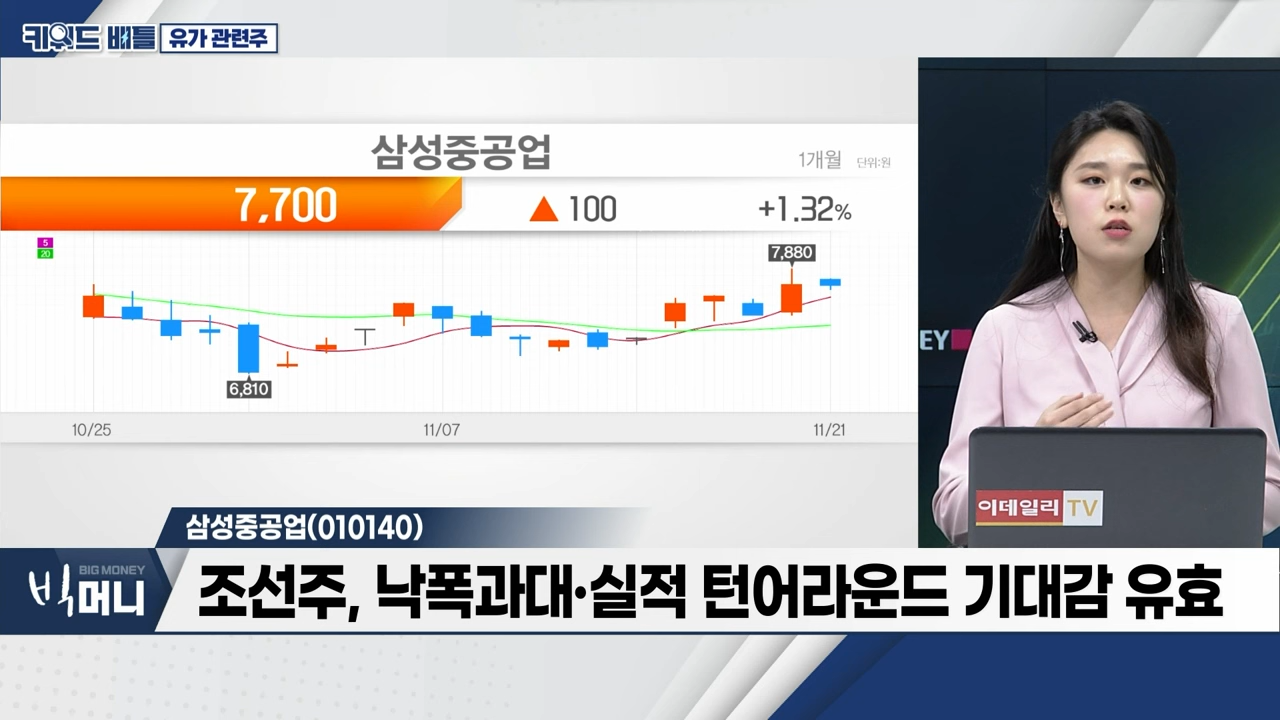 키워드 배틀 유가 관련주
삼성중공업
1개월 단위:원
7,700 ▲ 100 +1.32%
5
20
7,880
6,810
10/25 11/07 11/21
EY
이데일리 TV
삼성중공업(010140)
BIG MONEY
빅머니
조선주, 낙폭과대·실적 턴어라운드 기대감 유효